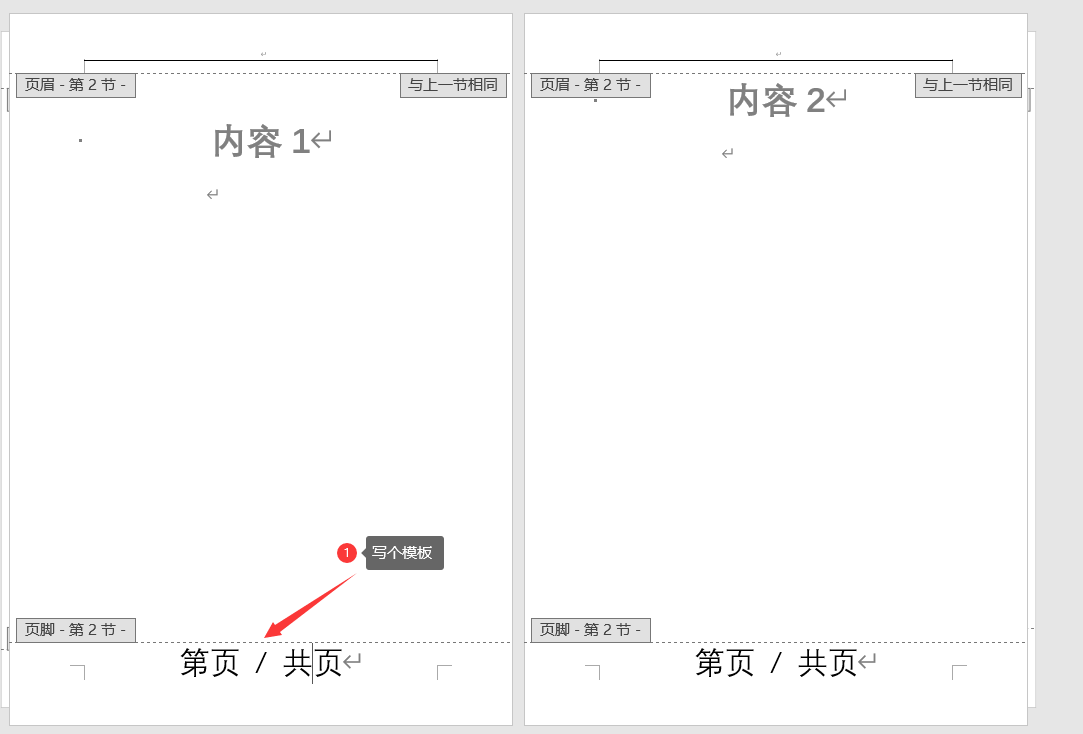 页眉 - 第 2 节 -
与上一节相同
内容 1
1 写个模板
页脚 - 第 2 节 -
第页 / 共页
页眉 - 第 2 节 -
与上一节相同
内容 2
页脚 - 第 2 节 -
第页 / 共页